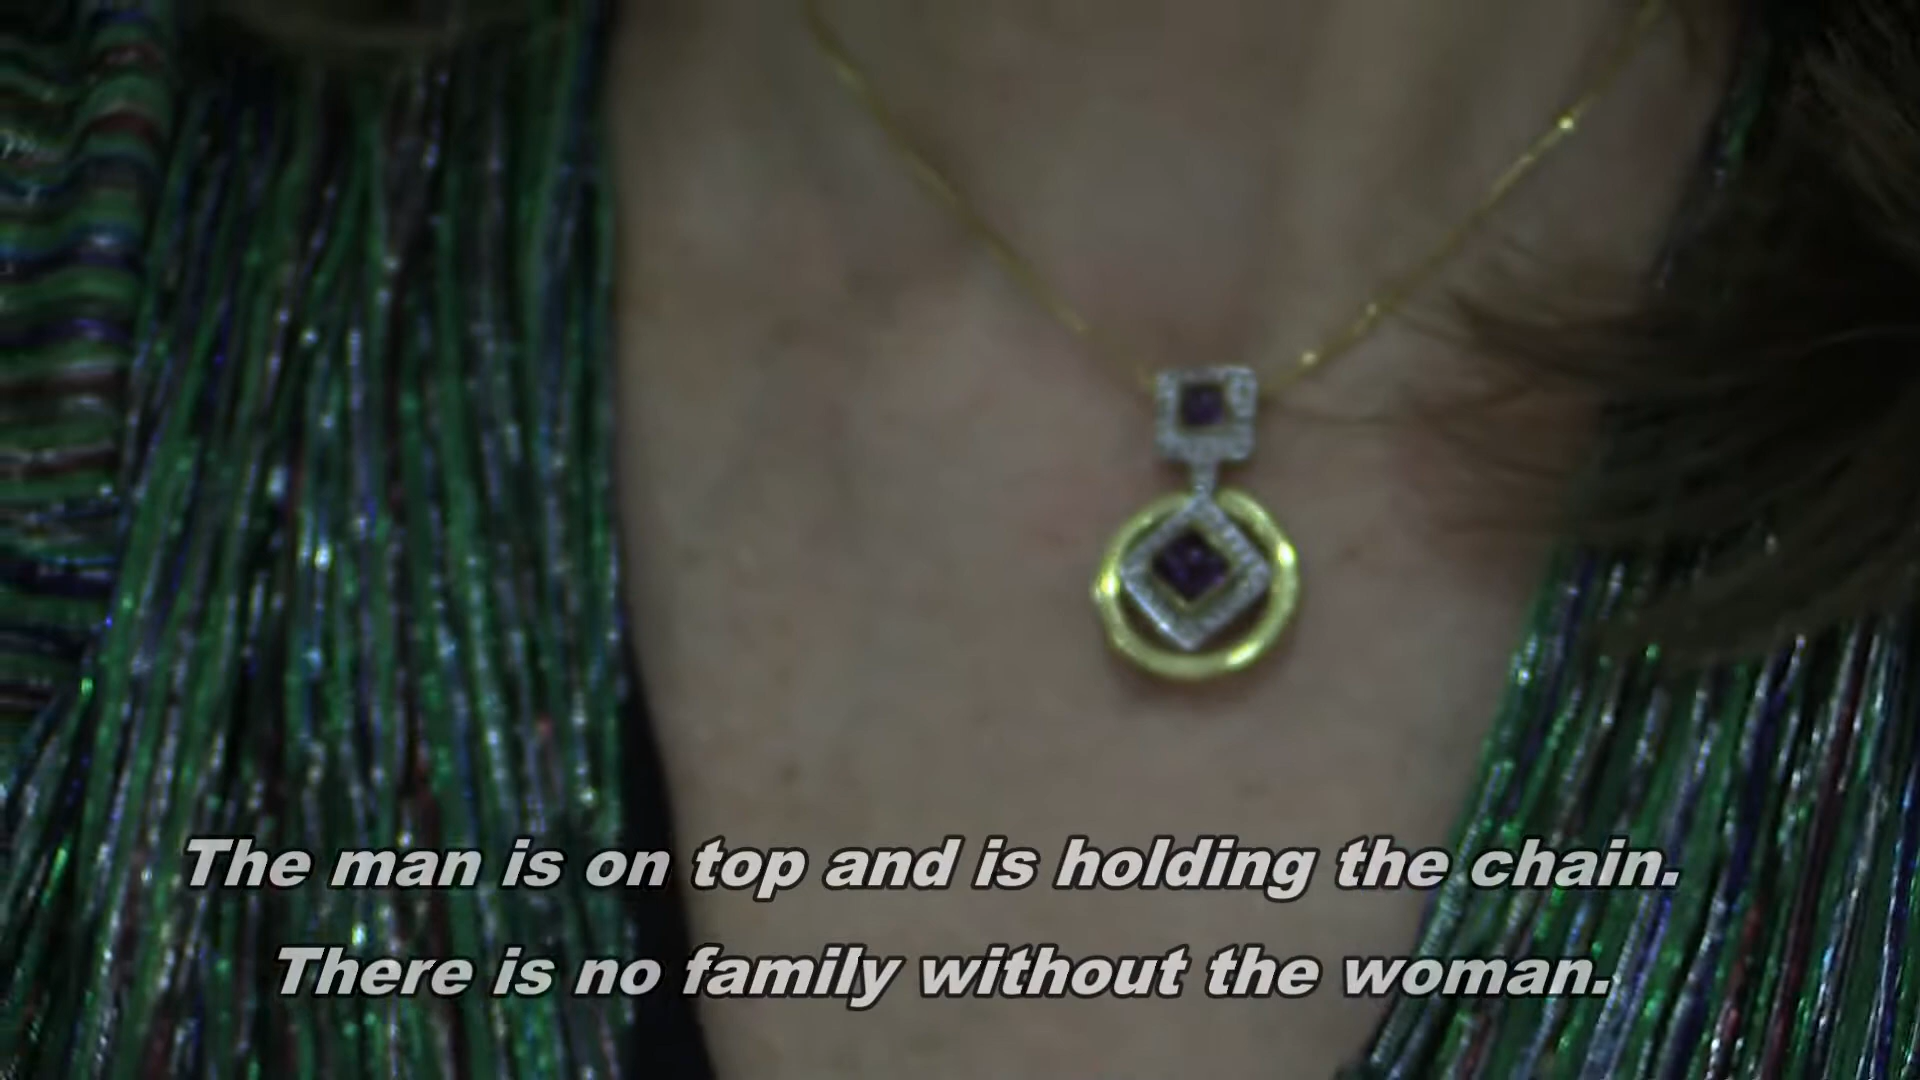 The man is on top and is holding the chain.
There is no family without the woman.